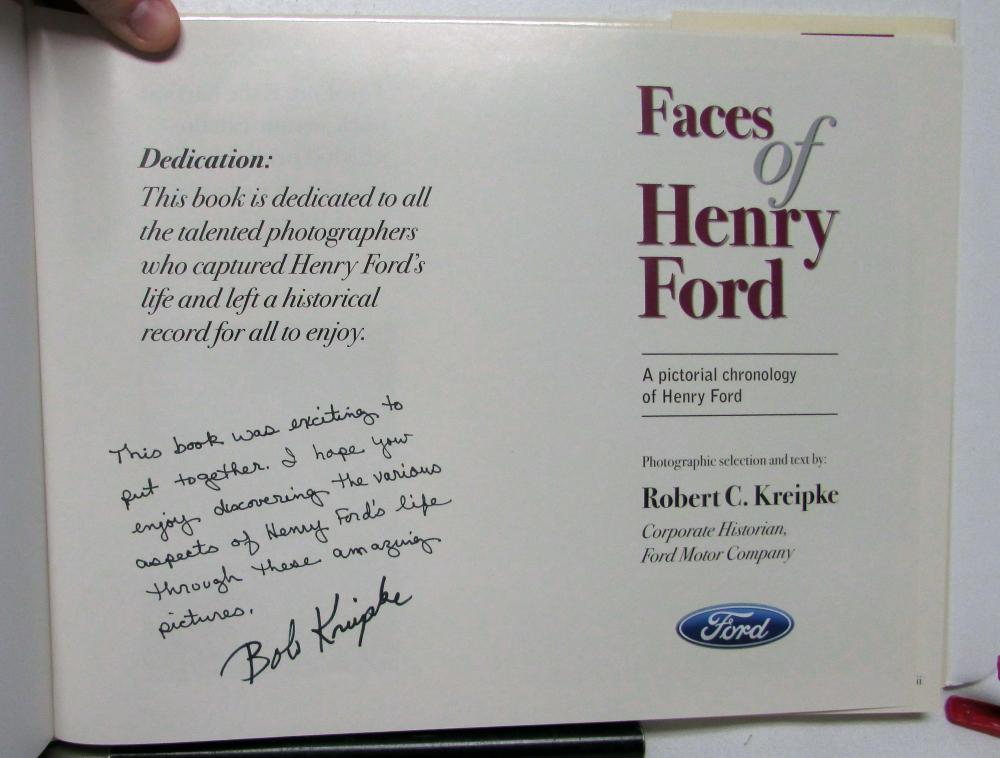 Dedication:
This book is dedicated to all
the talented photographers
who captured Henry Ford's
life and left a historical
record for all to enjoy.
This book was exciting to
put together. I hope you
enjoy discovering the various
aspects of Henry Ford's life
through these amazing
pictures.
Bob Kreipke
Faces
of
Henry
Ford
A pictorial chronology
of Henry Ford
Photographic selection and text by:
Robert C. Kreipke
Corporate Historian,
Ford Motor Company
Ford
ii